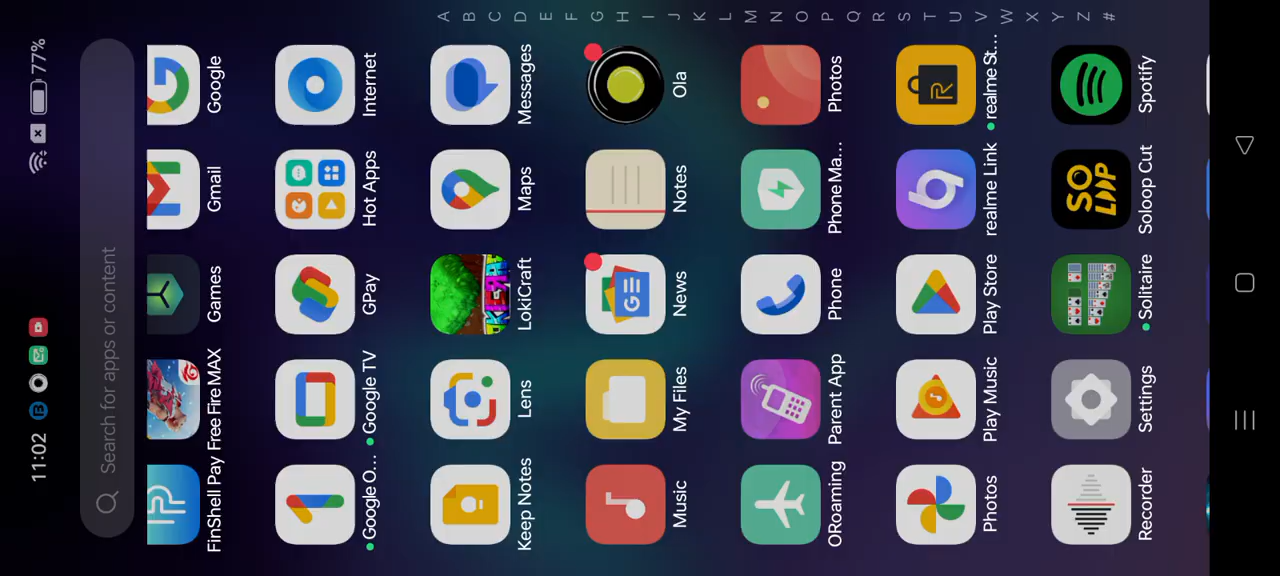 11:02 77%
Search for apps or content
FinShell Pay Free Fire MAX Games Gmail Google
Google O... Google TV GPay Hot Apps Internet
Keep Notes Lens LokiCraft Maps Messages
Music My Files News Notes Ola
ORoaming Parent App Phone Phone Ma... Photos
Photos Play Music Play Store realme Link realme St...
Recorder Settings Solitaire Soloop Cut Spotify
A
B
C
D
E
F
G
H
I
J
K
L
M
N
O
P
Q
R
S
T
U
V
W
X
Y
Z
#